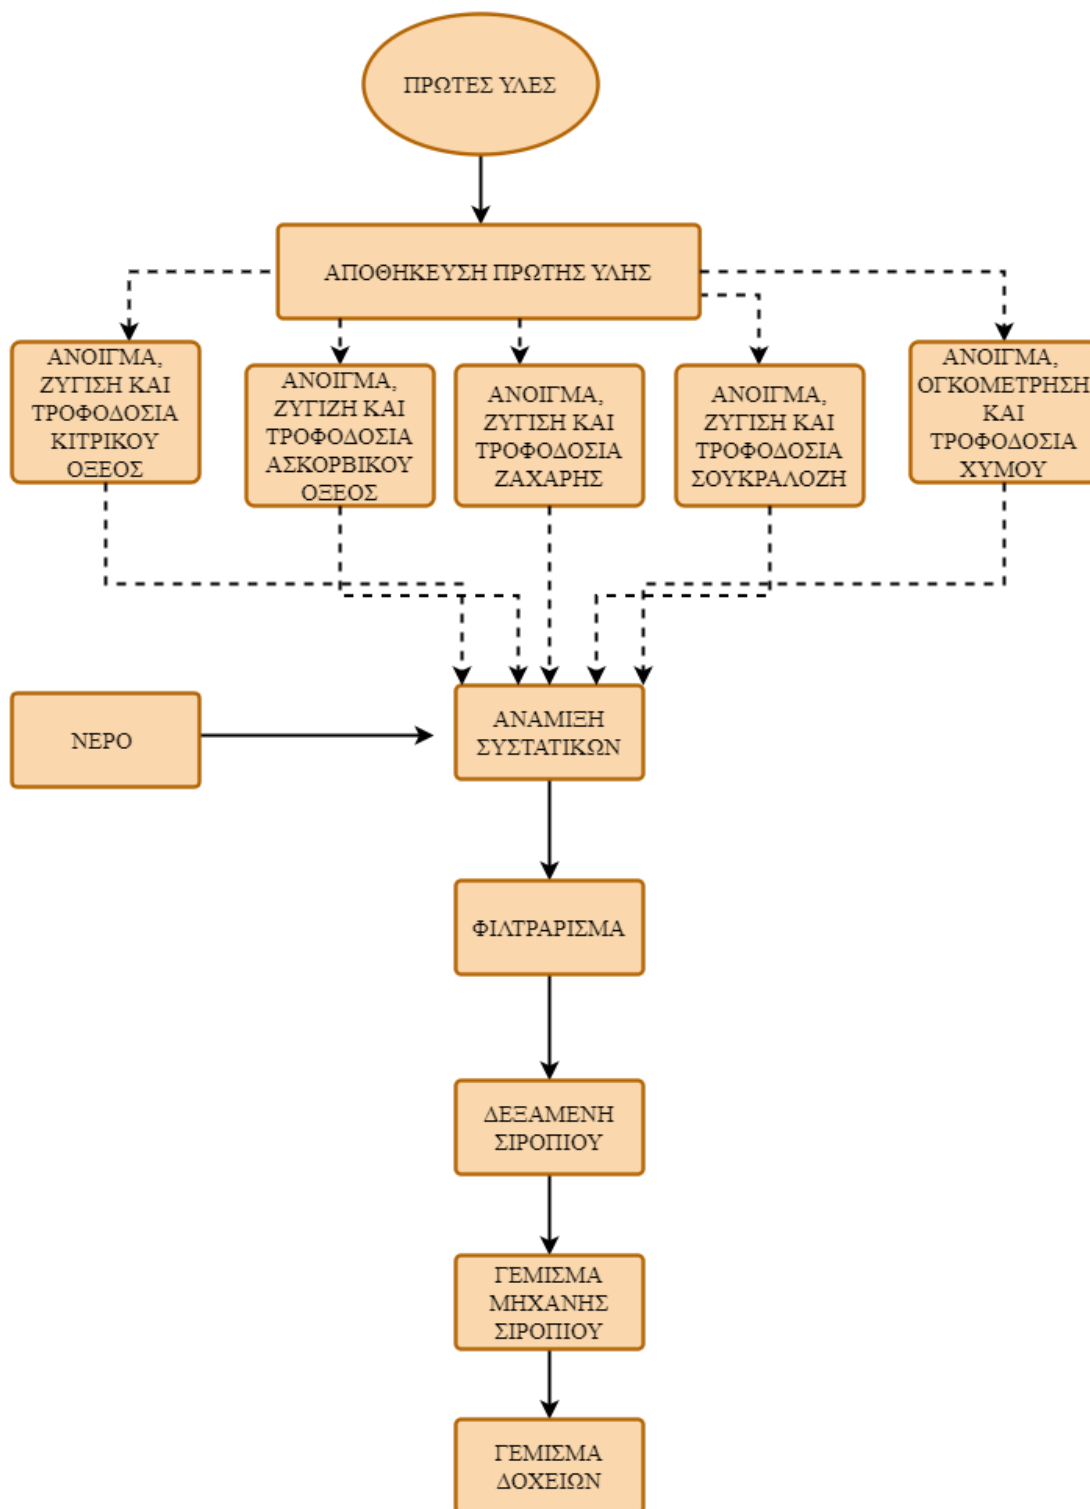 ΠΡΩΤΕΣ ΥΛΕΣ
ΑΠΟΘΗΚΕΥΣΗ ΠΡΩΤΗΣ ΥΛΗΣ
ΑΝΟΙΓΜΑ,
ΖΥΓΙΣΗ ΚΑΙ
ΤΡΟΦΟΔΟΣΙΑ
ΚΙΤΡΙΚΟΥ
ΟΞΕΟΣ
ΑΝΟΙΓΜΑ,
ΖΥΓΙΖΗ ΚΑΙ
ΤΡΟΦΟΔΟΣΙΑ
ΑΣΚΟΡΒΙΚΟΥ
ΟΞΕΟΣ
ΑΝΟΙΓΜΑ,
ΖΥΓΙΣΗ ΚΑΙ
ΤΡΟΦΟΔΟΣΙΑ
ΖΑΧΑΡΗΣ
ΑΝΟΙΓΜΑ,
ΖΥΓΙΣΗ ΚΑΙ
ΤΡΟΦΟΔΟΣΙΑ
ΣΟΥΚΡΑΛΟΖΗ
ΑΝΟΙΓΜΑ,
ΟΓΚΟΜΕΤΡΗΣΗ
ΚΑΙ
ΤΡΟΦΟΔΟΣΙΑ
ΧΥΜΟΥ
ΝΕΡΟ
ΑΝΑΜΙΞΗ
ΣΥΣΤΑΤΙΚΩΝ
ΦΙΛΤΡΑΡΙΣΜΑ
ΔΕΞΑΜΕΝΗ
ΣΙΡΟΠΙΟΥ
ΓΕΜΙΣΜΑ
ΜΗΧΑΝΗΣ
ΣΙΡΟΠΙΟΥ
ΓΕΜΙΣΜΑ
ΔΟΧΕΙΩΝ